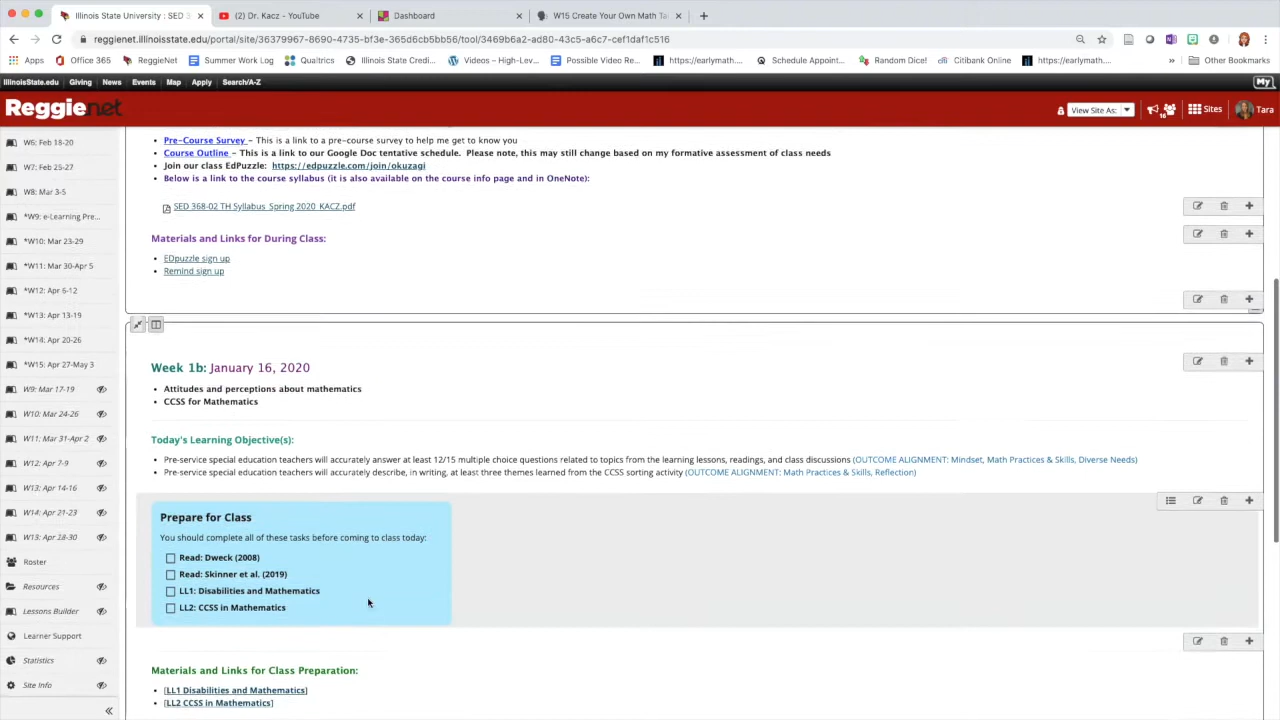 Illinois State University : SED 3
(2) Dr. Kacz - YouTube
Dashboard
W15 Create Your Own Math Ta
reggienet.illinoisstate.edu/portal/site/36379967-8690-4735-bf3e-365d6cb5bb56/tool/3469b6a2-ad80-43c5-a6c7-cef1daf1c516
Apps
Office 365
ReggieNet
Summer Work Log
Qualtrics
Illinois State Credi...
Videos – High-Lev...
Possible Video Re...
https://earlymath....
Schedule Appoint...
Random Dice!
Citibank Online
https://earlymath....
»
Other Bookmarks
IllinoisState.edu
Giving
News
Events
Map
Apply
Search/A-Z
My
Reggienet
View Site As:
16
Sites
Tara
W6: Feb 18-20
W7: Feb 25-27
W8: Mar 3-5
*W9: e-Learning Pre...
*W10: Mar 23-29
*W11: Mar 30-Apr 5
*W12: Apr 6-12
*W13: Apr 13-19
*W14: Apr 20-26
*W15: Apr 27-May 3
W9: Mar 17-19
W10: Mar 24-26
W11: Mar 31-Apr 2
W12: Apr 7-9
W13: Apr 14-16
W14: Apr 21-23
W13: Apr 28-30
Roster
Resources
Lessons Builder
Learner Support
Statistics
Site Info
«
• Pre-Course Survey – This is a link to a pre-course survey to help me get to know you
• Course Outline – This is a link to our Google Doc tentative schedule. Please note, this may still change based on my formative assessment of class needs
• Join our class EdPuzzle: https://edpuzzle.com/join/okuzagi
• Below is a link to the course syllabus (it is also available on the course info page and in OneNote):
SED 368-02 TH Syllabus Spring 2020 KACZ.pdf
Materials and Links for During Class:
• EDpuzzle sign up
• Remind sign up
Week 1b: January 16, 2020
• Attitudes and perceptions about mathematics
• CCSS for Mathematics
Today's Learning Objective(s):
• Pre-service special education teachers will accurately answer at least 12/15 multiple choice questions related to topics from the learning lessons, readings, and class discussions (OUTCOME ALIGNMENT: Mindset, Math Practices & Skills, Diverse Needs)
• Pre-service special education teachers will accurately describe, in writing, at least three themes learned from the CCSS sorting activity (OUTCOME ALIGNMENT: Math Practices & Skills, Reflection)
Prepare for Class
You should complete all of these tasks before coming to class today:
Read: Dweck (2008)
Read: Skinner et al. (2019)
LL1: Disabilities and Mathematics
LL2: CCSS in Mathematics
Materials and Links for Class Preparation:
• [LL1 Disabilities and Mathematics]
• [LL2 CCSS in Mathematics]